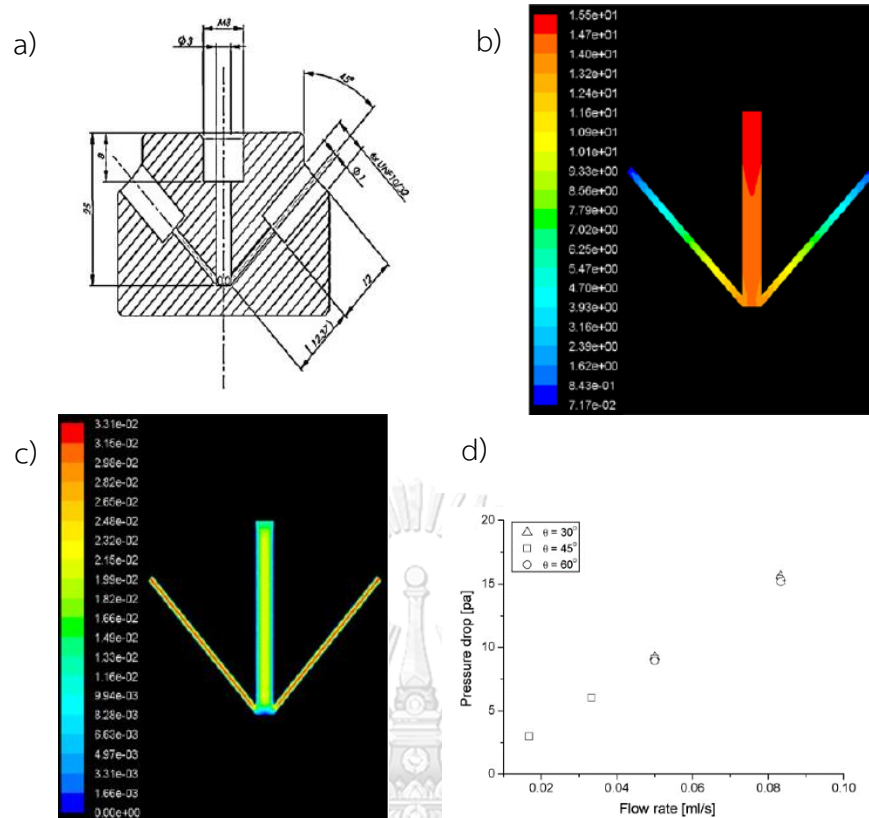 a)
M8
Φ3
45°
8
25
Φ1
6x UNF10/32
12
(12,37)
b)
1.55e+01
1.47e+01
1.40e+01
1.32e+01
1.24e+01
1.16e+01
1.09e+01
1.01e+01
9.33e+00
8.56e+00
7.79e+00
7.02e+00
6.25e+00
5.47e+00
4.70e+00
3.93e+00
3.16e+00
2.39e+00
1.62e+00
8.43e-01
7.17e-02
c)
3.31e-02
3.15e-02
2.98e-02
2.81e-02
2.65e-02
2.48e-02
2.32e-02
2.15e-02
1.99e-02
1.82e-02
1.66e-02
1.49e-02
1.33e-02
1.16e-02
9.94e-03
8.28e-03
6.63e-03
4.97e-03
3.31e-03
1.66e-03
0.00e+00
d)
20
15
10
5
0
Pressure drop [pa]
θ = 30°
θ = 45°
θ = 60°
0.02
0.04
0.06
0.08
0.10
Flow rate [ml/s]